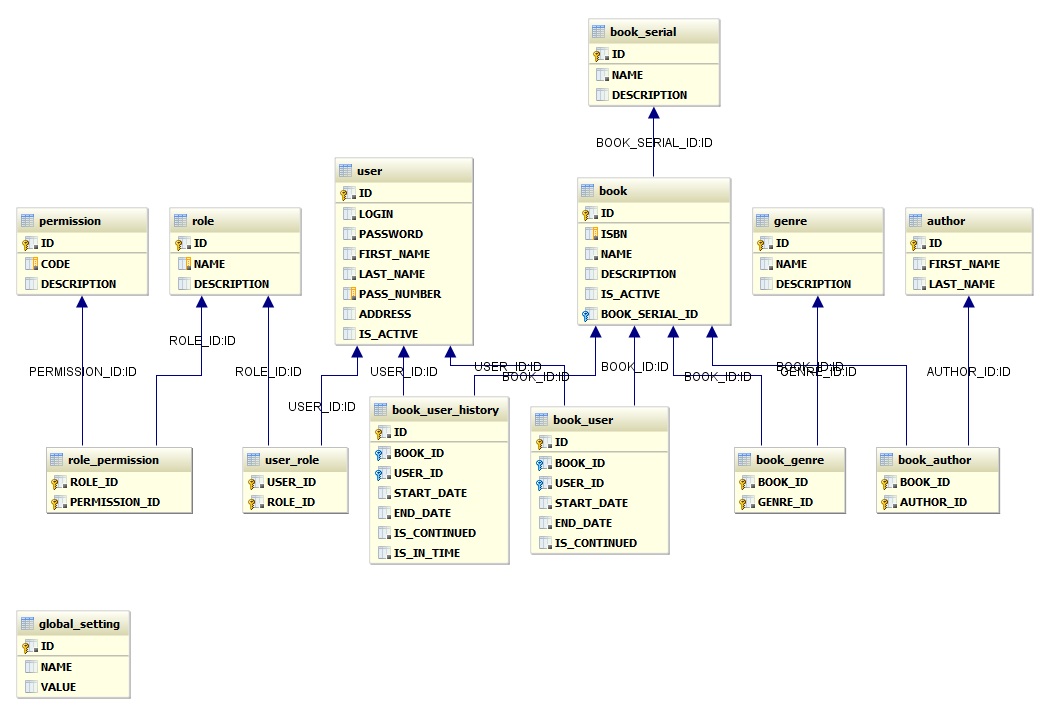 book_serial
ID
NAME
DESCRIPTION
BOOK_SERIAL_ID:ID
user
ID
LOGIN
PASSWORD
FIRST_NAME
LAST_NAME
PASS_NUMBER
ADDRESS
IS_ACTIVE
book
ID
ISBN
NAME
DESCRIPTION
IS_ACTIVE
BOOK_SERIAL_ID
permission
ID
CODE
DESCRIPTION
role
ID
NAME
DESCRIPTION
genre
ID
NAME
DESCRIPTION
author
ID
FIRST_NAME
LAST_NAME
ROLE_ID:ID
PERMISSION_ID:ID
ROLE_ID:ID
USER_ID:ID
USER_ID:ID
USER_ID:ID
BOOK_ID:ID
BOOK_ID:ID
BOOK_ID:ID
BOOK_ID:ID
GENRE_ID:ID
AUTHOR_ID:ID
role_permission
ROLE_ID
PERMISSION_ID
user_role
USER_ID
ROLE_ID
book_user_history
ID
BOOK_ID
USER_ID
START_DATE
END_DATE
IS_CONTINUED
IS_IN_TIME
book_user
ID
BOOK_ID
USER_ID
START_DATE
END_DATE
IS_CONTINUED
book_genre
BOOK_ID
GENRE_ID
book_author
BOOK_ID
AUTHOR_ID
global_setting
ID
NAME
VALUE